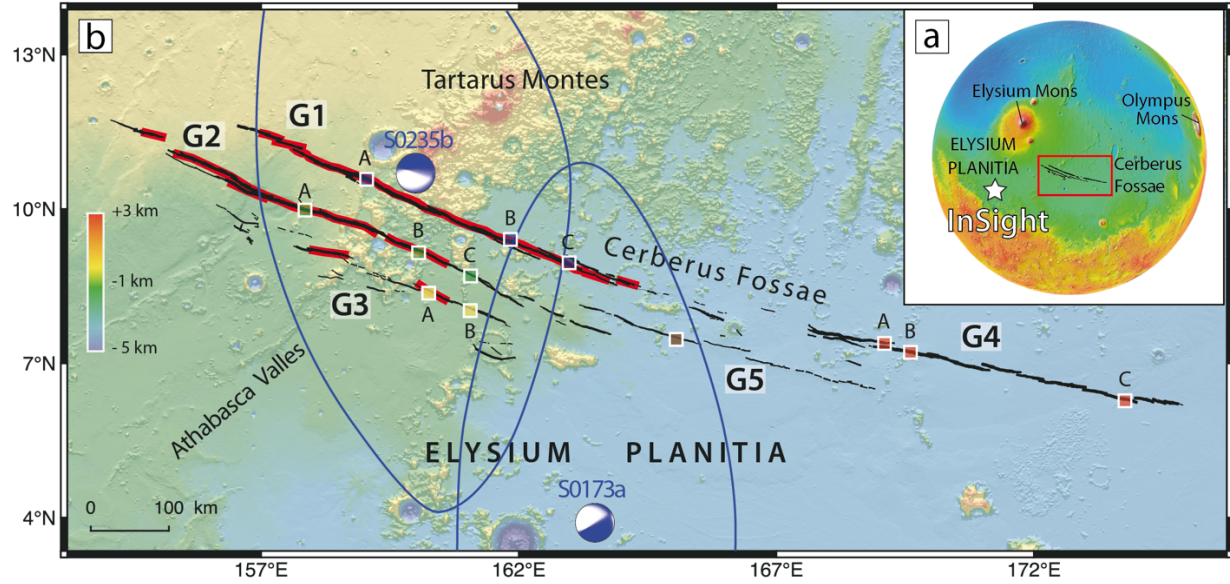 b
a
13°N
10°N
7°N
4°N
Tartarus Montes
G1
G2
S0235b
A
A
B
B
C
C
+3 km
-1 km
- 5 km
G3
A
B
Cerberus Fossae
A
B
G4
C
G5
Athabasca Valles
ELYSIUM PLANITIA
S0173a
0 100 km
157°E
162°E
167°E
172°E
Elysium Mons
Olympus
Mons
ELYSIUM
PLANITIA
Cerberus
Fossae
InSight